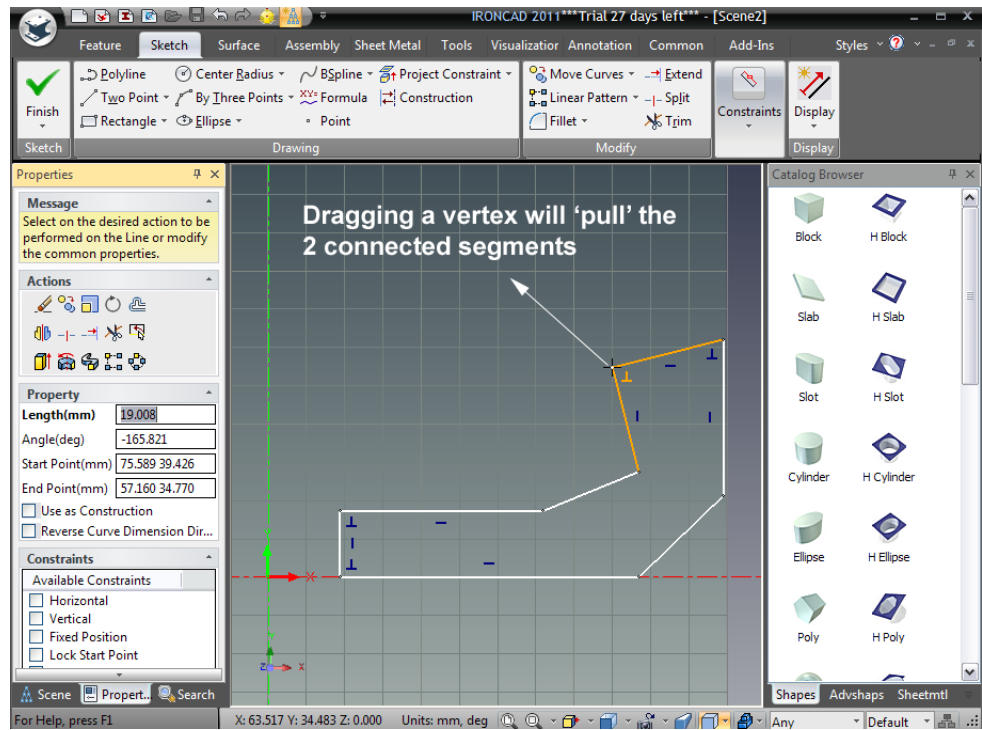 IRONCAD 2011***Trial 27 days left*** - [Scene2]
Feature Sketch Surface Assembly Sheet Metal Tools Visualization Annotation Common Add-Ins Styles
Finish
Polyline
Two Point
Rectangle
Center Radius
By Three Points
Ellipse
BSpline
Formula
Point
Project Constraint
Construction
Move Curves
Linear Pattern
Fillet
Extend
Split
Trim
Constraints
Display
Sketch Drawing Modify Display
Properties
Message
Select on the desired action to be
performed on the Line or modify
the common properties.
Actions
Property
Length(mm) 19.008
Angle(deg) -165.821
Start Point(mm) 75.589 39.426
End Point(mm) 57.160 34.770
Use as Construction
Reverse Curve Dimension Dir...
Constraints
Available Constraints
Horizontal
Vertical
Fixed Position
Lock Start Point
Scene Propert... Search
Dragging a vertex will ‘pull’ the
2 connected segments
X
Z X
Catalog Browser
Block H Block
Slab H Slab
Slot H Slot
Cylinder H Cylinder
Ellipse H Ellipse
Poly H Poly
Shapes Advshaps Sheetmtl
For Help, press F1 X: 63.517 Y: 34.483 Z: 0.000 Units: mm, deg Any Default